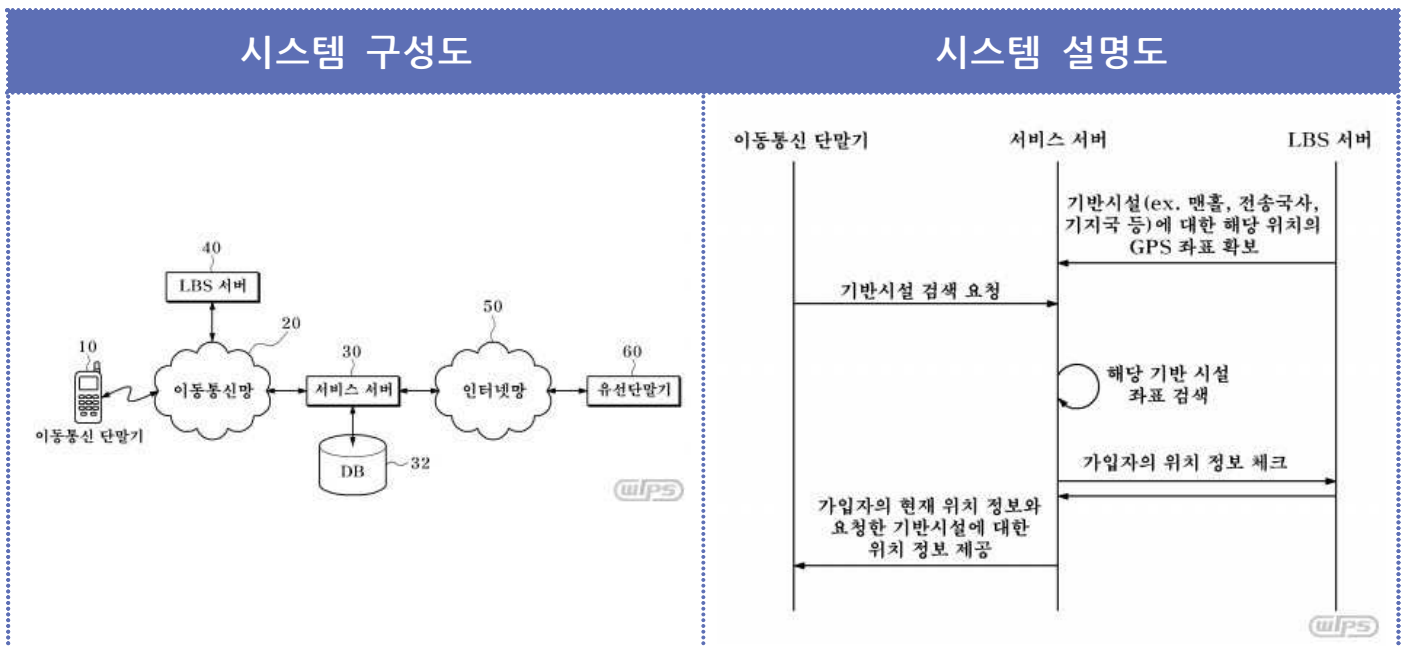 시스템 구성도
시스템 설명도
40
LBS 서버
20
50
10
30
60
이동통신망
서비스 서버
인터넷망
유선단말기
이동통신 단말기
DB
32
wips
이동통신 단말기
서비스 서버
LBS 서버
기반시설(ex. 맨홀, 전송국사,
기지국 등)에 대한 해당 위치의
GPS 좌표 확보
기반시설 검색 요청
해당 기반 시설
좌표 검색
가입자의 위치 정보 체크
가입자의 현재 위치 정보와
요청한 기반시설에 대한
위치 정보 제공
wips